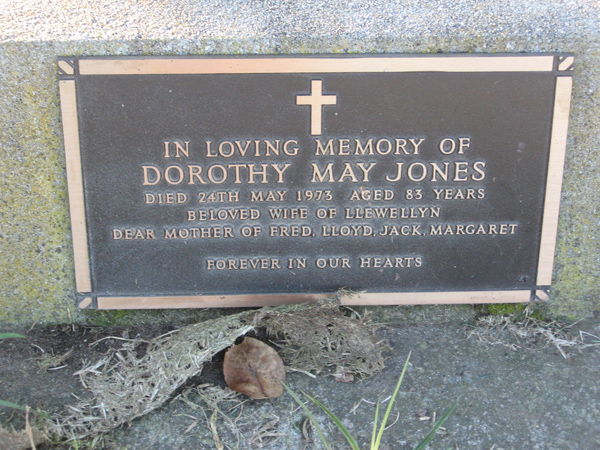 IN LOVING MEMORY OF
DOROTHY MAY JONES
DIED 24TH MAY 1973 AGED 83 YEARS
BELOVED WIFE OF LLEWELLYN
DEAR MOTHER OF FRED, LLOYD, JACK, MARGARET
FOREVER IN OUR HEARTS